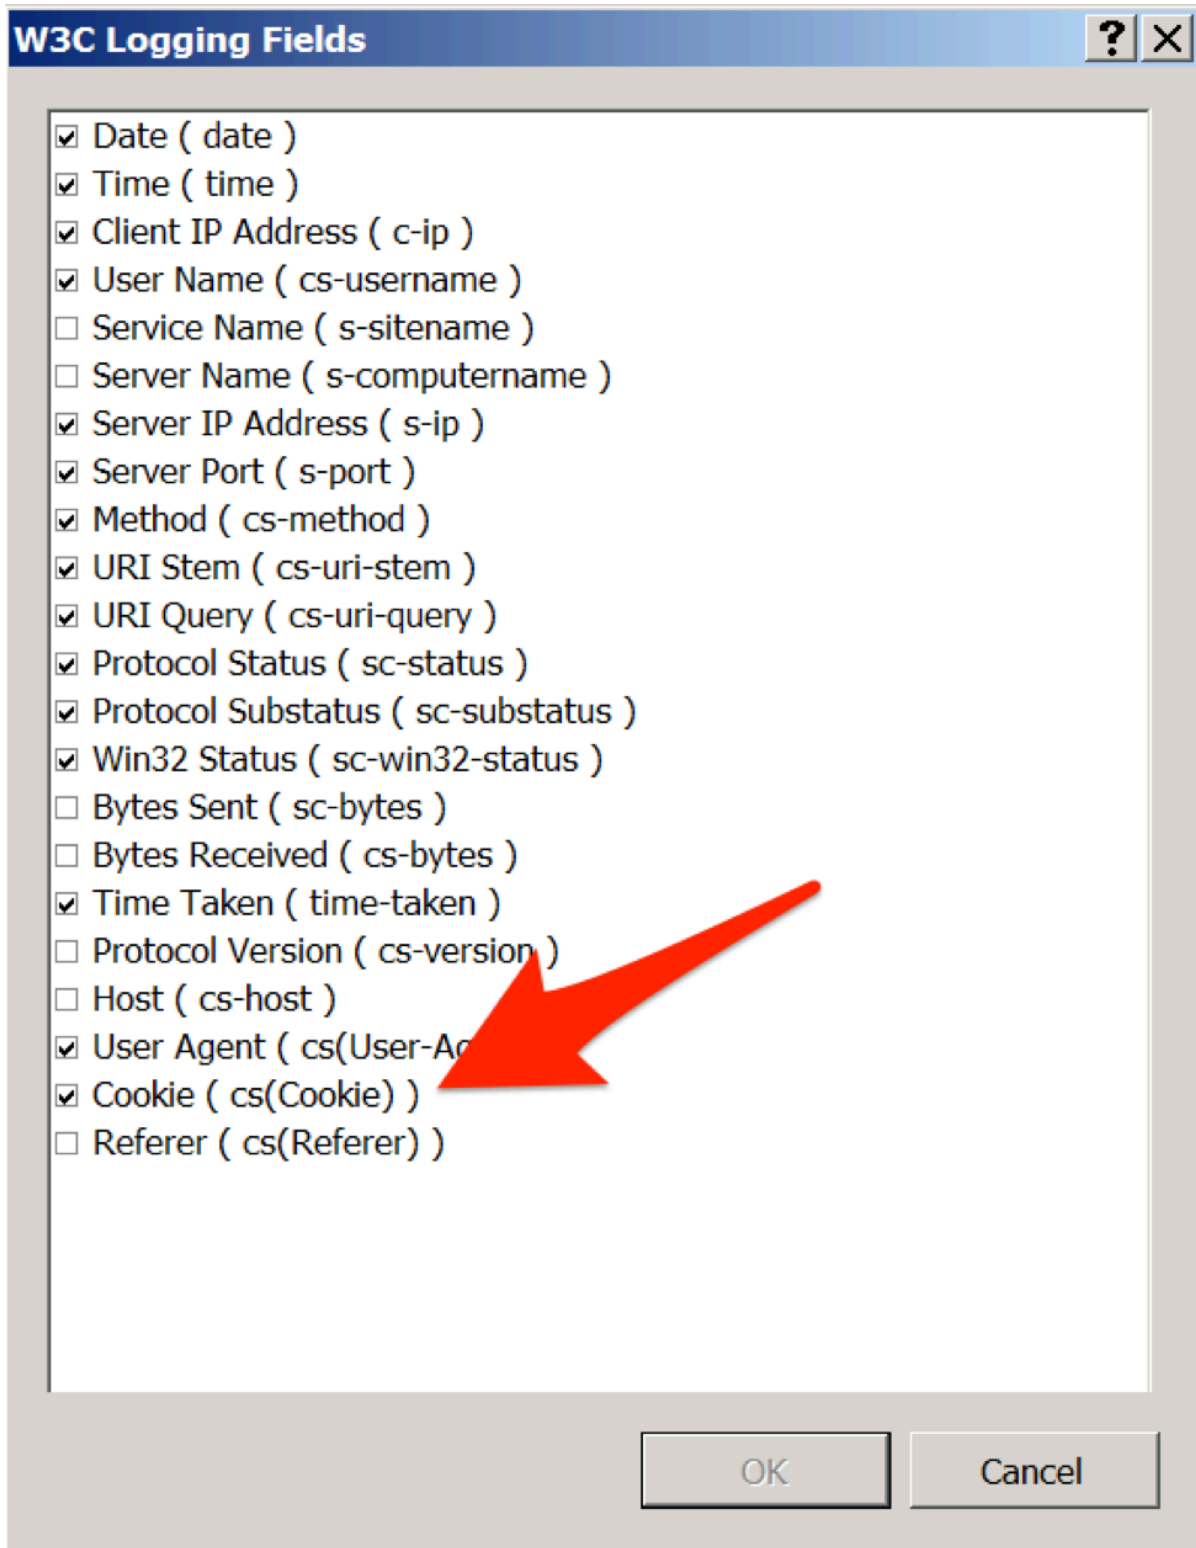 W3C Logging Fields
Date ( date )
Time ( time )
Client IP Address ( c-ip )
User Name ( cs-username )
Service Name ( s-sitename )
Server Name ( s-computername )
Server IP Address ( s-ip )
Server Port ( s-port )
Method ( cs-method )
URI Stem ( cs-uri-stem )
URI Query ( cs-uri-query )
Protocol Status ( sc-status )
Protocol Substatus ( sc-substatus )
Win32 Status ( sc-win32-status )
Bytes Sent ( sc-bytes )
Bytes Received ( cs-bytes )
Time Taken ( time-taken )
Protocol Version ( cs-version )
Host ( cs-host )
User Agent ( cs(User-
Cookie ( cs(Cookie) )
Referer ( cs(Referer) )
OK Cancel